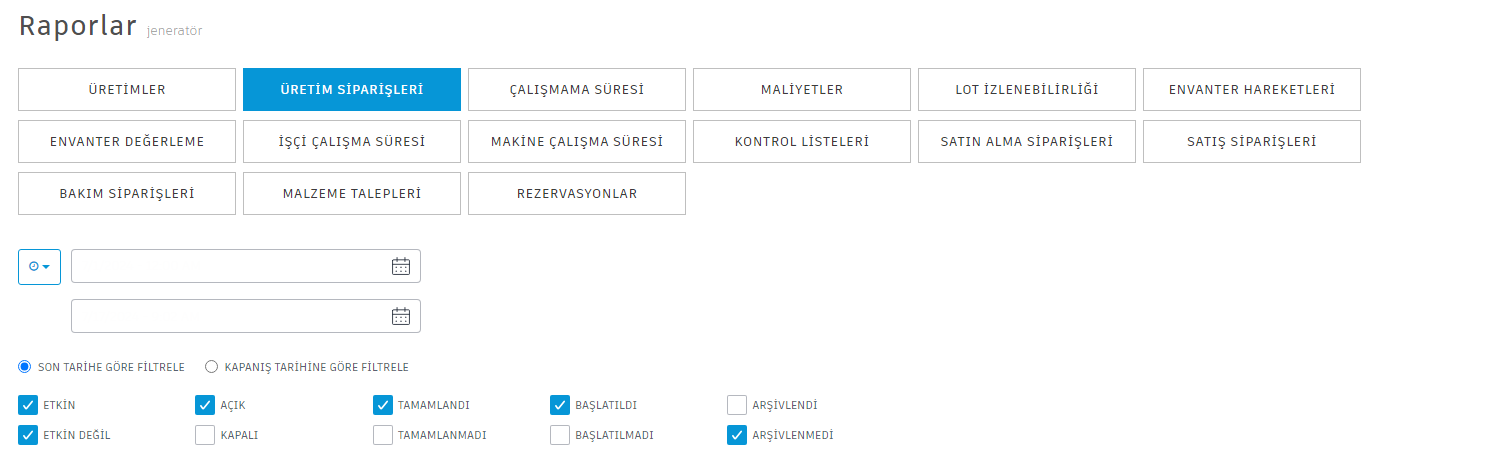 Raporlar jeneratör
ÜRETİMLER ÜRETİM SİPARİŞLERİ ÇALIŞMAMA SÜRESİ MALİYETLER LOT İZLENEBİLİRLİĞİ ENVANTER HAREKETLERİ
ENVANTER DEĞERLEME İŞÇİ ÇALIŞMA SÜRESİ MAKİNE ÇALIŞMA SÜRESİ KONTROL LİSTELERİ SATIN ALMA SİPARİŞLERİ SATIŞ SİPARİŞLERİ
BAKIM SİPARİŞLERİ MALZEME TALEPLERİ REZERVASYONLAR
SON TARİHE GÖRE FİLTRELE KAPANIŞ TARİHİNE GÖRE FİLTRELE
ETKİN AÇIK TAMAMLANDI BAŞLATILDI ARŞİVLENDİ
ETKİN DEĞİL KAPALI TAMAMLANMADI BAŞLATILMADI ARŞİVLENMEDİ